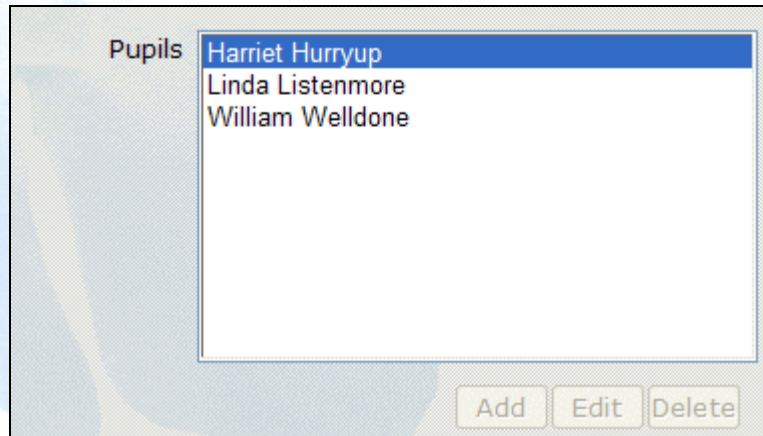 Pupils
Harriet Hurryup
Linda Listenmore
William Welldone
Add Edit Delete